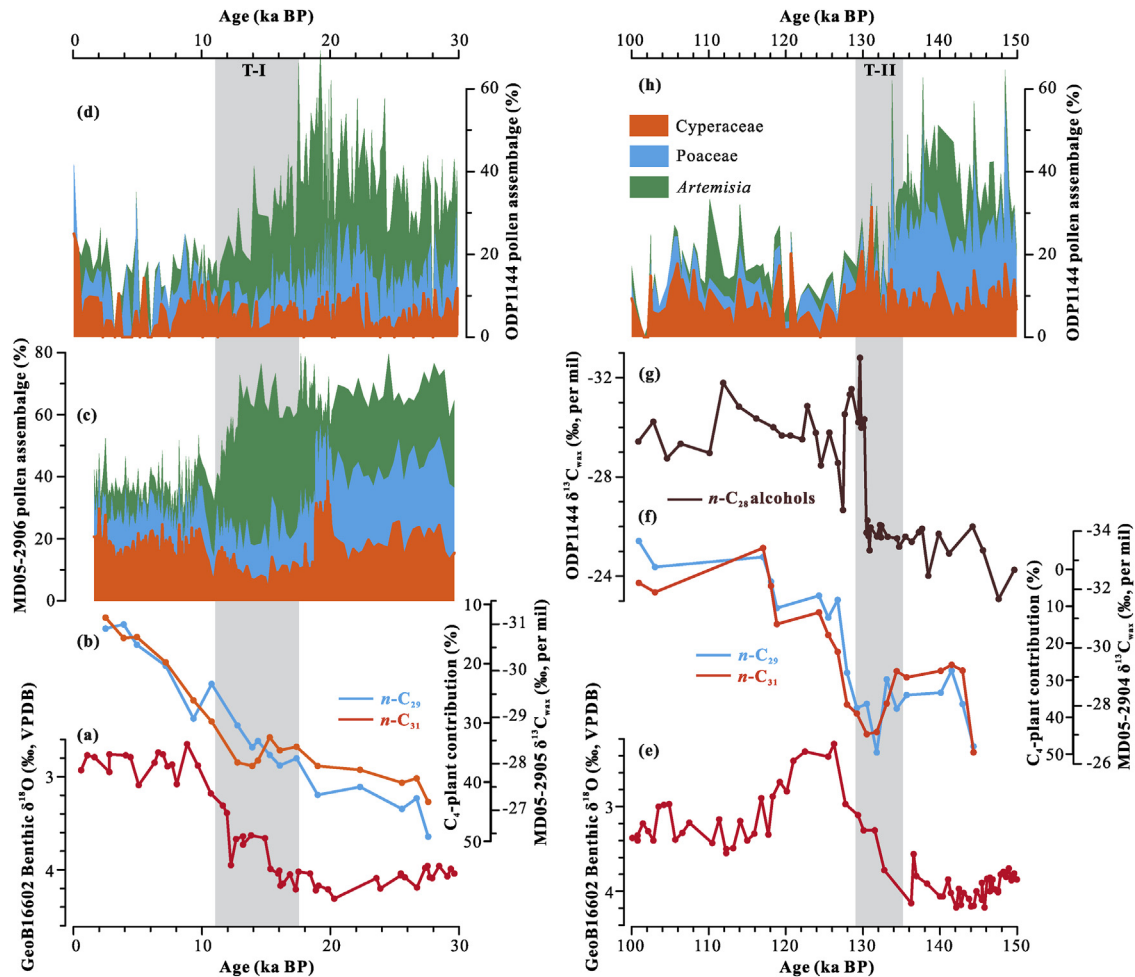 Age (ka BP)
0 10 20 30
T-I
(d)
60
40
20
0
ODP1144 pollen assembalge (%)
Age (ka BP)
100 110 120 130 140 150
T-II
(h)
Cyperaceae
Poaceae
Artemisia
60
40
20
0
ODP1144 pollen assembalge (%)
80
60
40
20
0
MD05-2906 pollen assembalge (%)
(c)
(g)
-32
-28
-24
ODP1144 δ¹³Cwax (‰, per mil)
n-C₂₈ alcohols
(f)
n-C₂₉
n-C₃₁
0
10
20
30
40
50
C₄-plant contribution (%)
-34
-32
-30
-28
-26
MD05-2904 δ¹³Cwax (‰, per mil)
(b)
n-C₂₉
n-C₃₁
10
20
30
40
50
C₄-plant contribution (%)
-31
-30
-29
-28
-27
MD05-2905 δ¹³Cwax (‰, per mil)
(a)
3
4
GeoB16602 Benthic δ¹⁸O (‰, VPDB)
(e)
3
4
GeoB16602 Benthic δ¹⁸O (‰, VPDB)
0 10 20 30
Age (ka BP)
100 110 120 130 140 150
Age (ka BP)